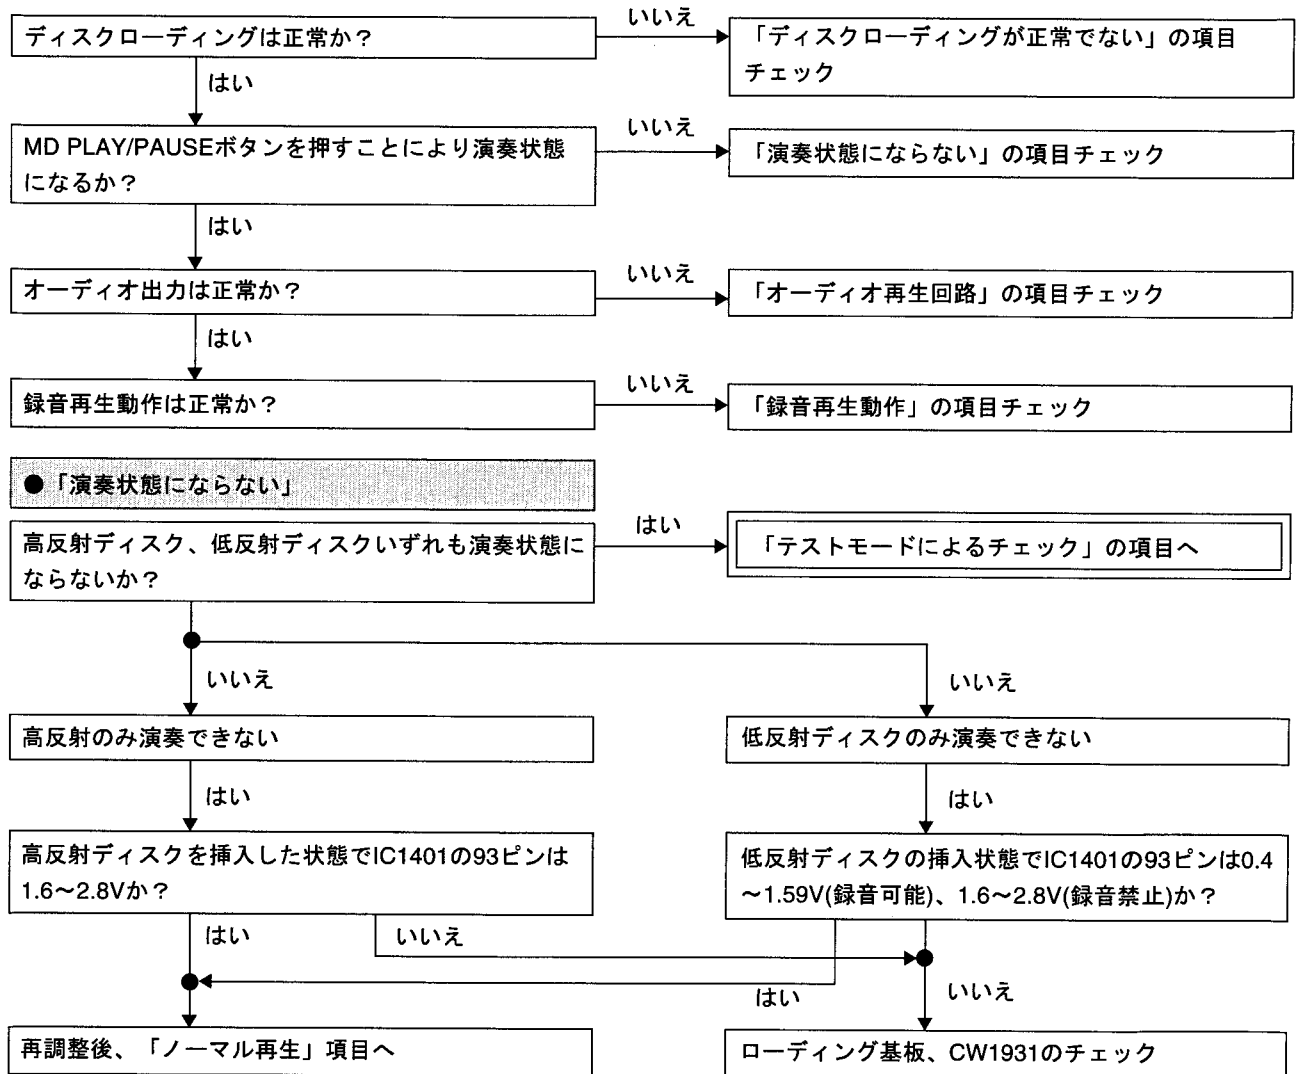 ディスクローディングは正常か？
いいえ
「ディスクローディングが正常でない」の項目
チェック
はい
MD PLAY/PAUSEボタンを押すことにより演奏状態
になるか？
いいえ
「演奏状態にならない」の項目チェック
はい
オーディオ出力は正常か？
いいえ
「オーディオ再生回路」の項目チェック
はい
録音再生動作は正常か？
いいえ
「録音再生動作」の項目チェック
●「演奏状態にならない」
高反射ディスク、低反射ディスクいずれも演奏状態に
ならないか？
はい
「テストモードによるチェック」の項目へ
いいえ
いいえ
高反射のみ演奏できない
低反射ディスクのみ演奏できない
はい
はい
高反射ディスクを挿入した状態でIC1401の93ピンは
1.6〜2.8Vか？
低反射ディスクの挿入状態でIC1401の93ピンは0.4
〜1.59V(録音可能)、1.6〜2.8V(録音禁止)か？
はい
いいえ
はい
いいえ
再調整後、「ノーマル再生」項目へ
ローディング基板、CW1931のチェック